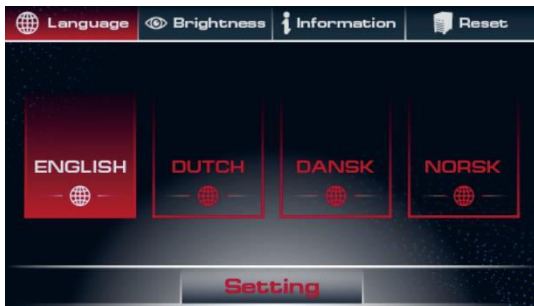 Language Brightness Information Reset
ENGLISH DUTCH DANSK NORSK
Setting